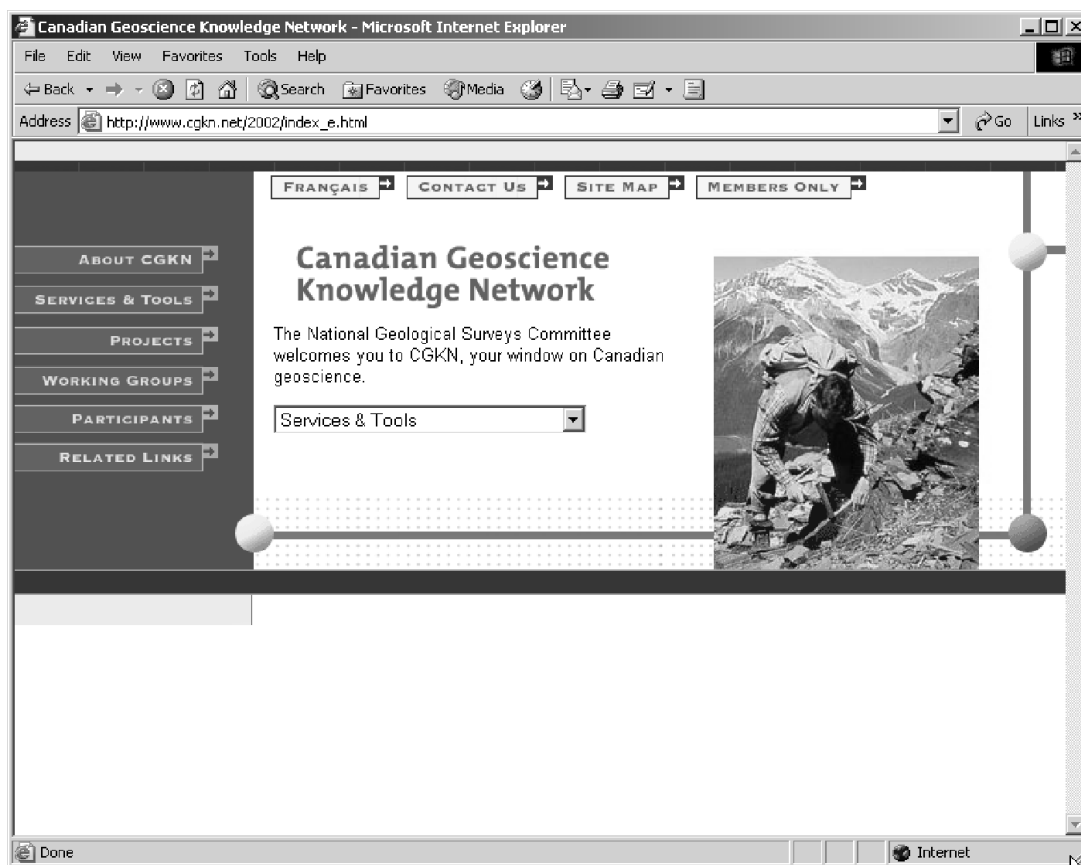 Canadian Geoscience Knowledge Network - Microsoft Internet Explorer
File Edit View Favorites Tools Help
Back Search Favorites Media
Address http://www.cgkn.net/2002/index_e.html Go Links »
FRANÇAIS CONTACT US SITE MAP MEMBERS ONLY
ABOUT CGKN
SERVICES & TOOLS
PROJECTS
WORKING GROUPS
PARTICIPANTS
RELATED LINKS
Canadian Geoscience
Knowledge Network
The National Geological Surveys Committee
welcomes you to CGKN, your window on Canadian
geoscience.
Services & Tools
Done Internet